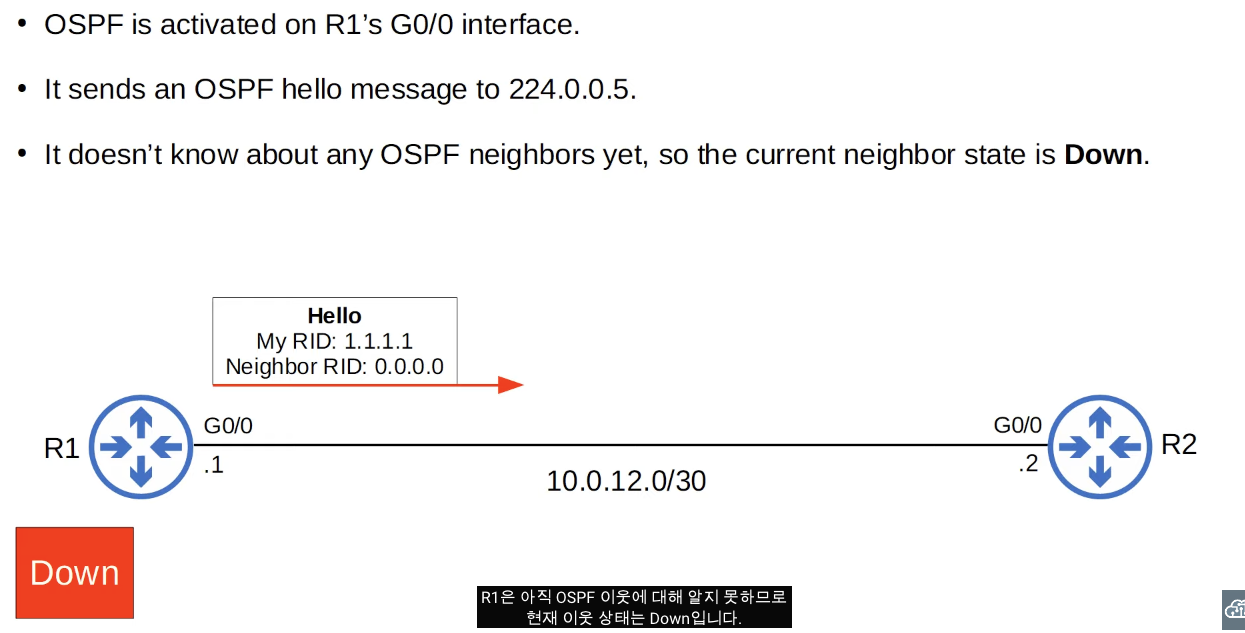 • OSPF is activated on R1’s G0/0 interface.
• It sends an OSPF hello message to 224.0.0.5.
• It doesn’t know about any OSPF neighbors yet, so the current neighbor state is Down.
Hello
My RID: 1.1.1.1
Neighbor RID: 0.0.0.0
R1
G0/0
.1
10.0.12.0/30
G0/0
.2
R2
Down
R1은 아직 OSPF 이웃에 대해 알지 못하므로
현재 이웃 상태는 Down입니다.